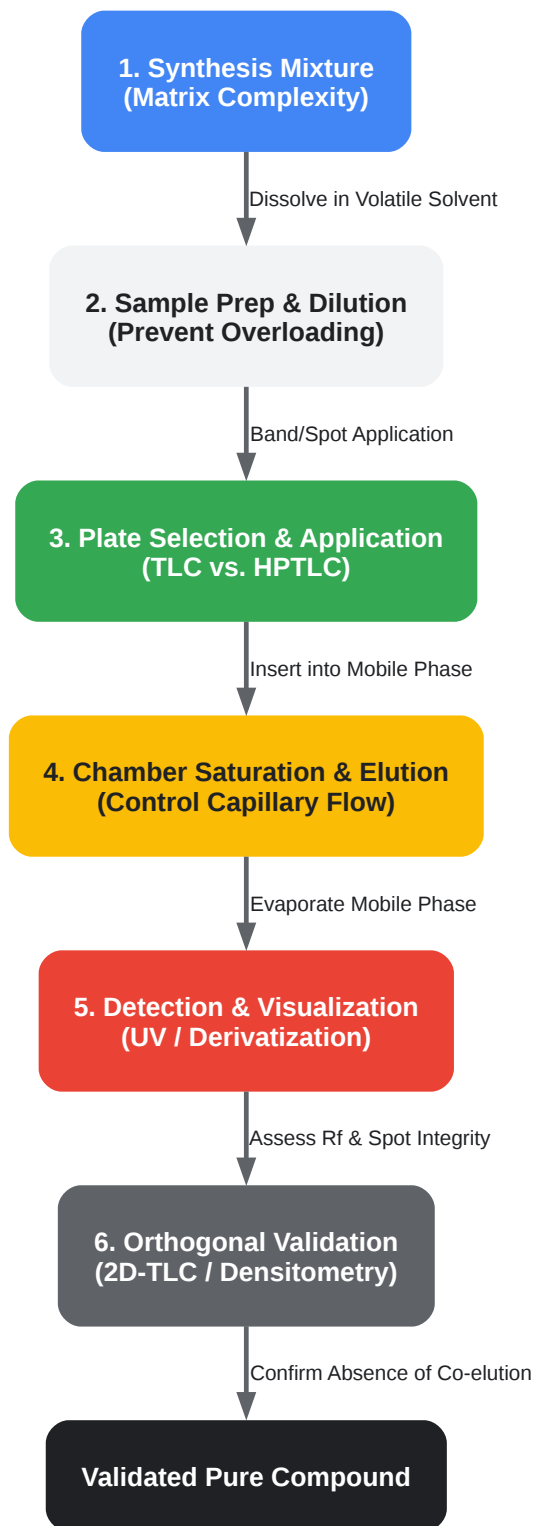 1. Synthesis Mixture
(Matrix Complexity)
Dissolve in Volatile Solvent
2. Sample Prep & Dilution
(Prevent Overloading)
Band/Spot Application
3. Plate Selection & Application
(TLC vs. HPTLC)
Insert into Mobile Phase
4. Chamber Saturation & Elution
(Control Capillary Flow)
Evaporate Mobile Phase
5. Detection & Visualization
(UV / Derivatization)
Assess Rf & Spot Integrity
6. Orthogonal Validation
(2D-TLC / Densitometry)
Confirm Absence of Co-elution
Validated Pure Compound